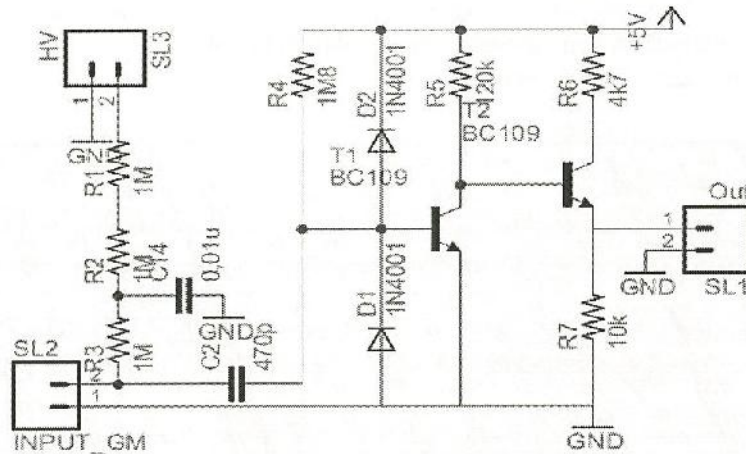 HV
SL3
1
2
GND
R1
1M
R2
1M
C14
0,01u
GND
R3
1M
C2
470p
SL2
1
INPUT_GM
R4
1M8
D2
1N4001
T1
BC109
D1
1N4001
R5
120k
T2
BC109
R6
4k7
+5V
R7
10k
GND
Out
1
2
GND
SL1